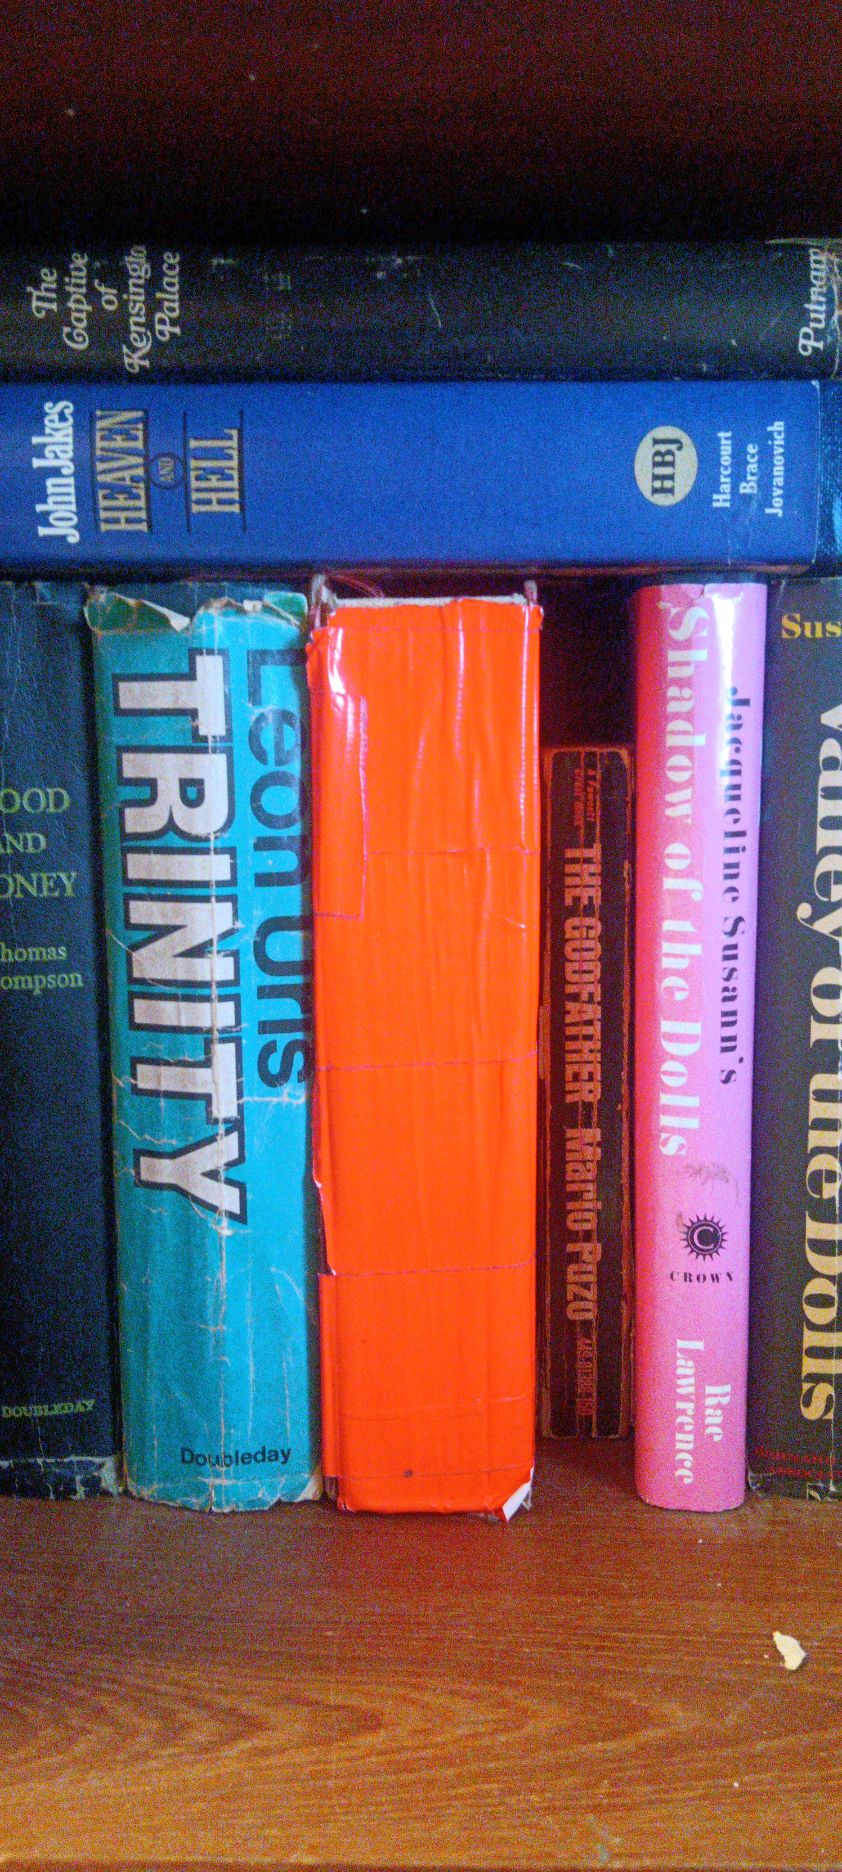 The
Captive
of
Kensingto
Palace
Putnam
John Jakes
HEAVEN
AND
HELL
HBJ
Harcourt
Brace
Jovanovich
OOD
AND
ONEY
homas
ompson
DOUBLEDAY
Leon Uris
TRINITY
Doubleday
THE GODFATHER Mario Puzo
Jacqueline Susann's
Shadow of the Dolls
C
CROWN
Rae
Lawrence
Sus
Valley of the Dolls